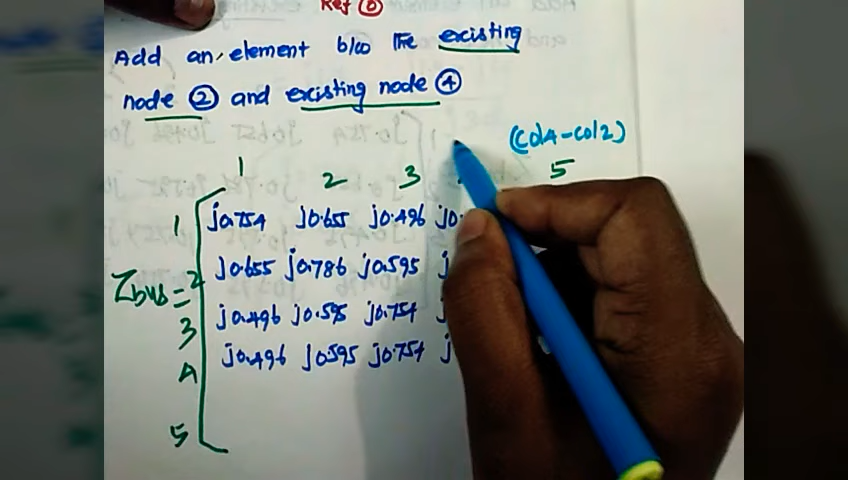 Ref 0
Add an element b/w the existing
node 2 and existing node 4
(col4-col2)
1 2 3 5
1 j0.754 j0.655 j0.496 j0.
Zbus = 2 j0.655 j0.786 j0.595 j
3 j0.496 j0.595 j0.754 j
4 j0.496 j0.595 j0.754 j
5